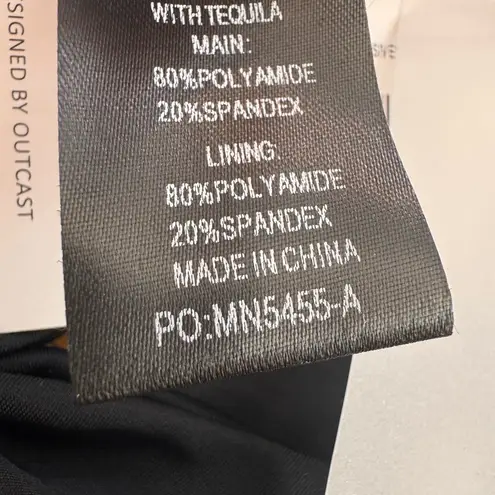 WITH TEQUILA
MAIN:
80%POLYAMIDE
20%SPANDEX
LINING:
80%POLYAMIDE
20%SPANDEX
MADE IN CHINA
PO:MN5455-A
SIGNED BY OUTCAST